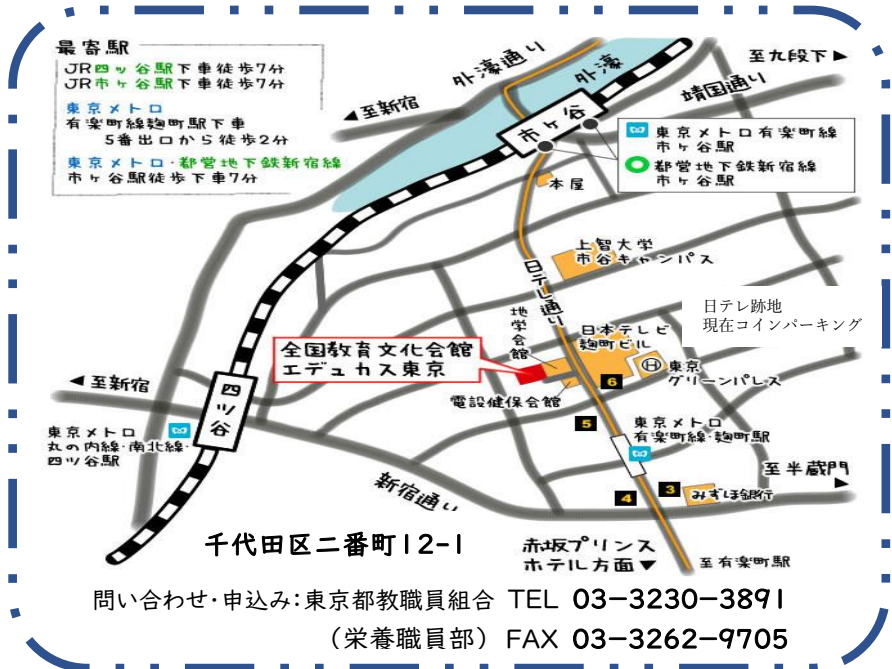 最寄駅
JR四ッ谷駅下車徒歩7分
JR市ヶ谷駅下車徒歩7分
東京メトロ
有楽町線麹町駅下車
5番出口から徒歩2分
東京メトロ・都営地下鉄新宿線
市ヶ谷駅徒歩下車7分
外濠通り
外濠
至九段下▶
靖国通り
◀至新宿
市ヶ谷
東京メトロ有楽町線
市ヶ谷駅
都営地下鉄新宿線
市ヶ谷駅
本屋
上智大学
市谷キャンパス
日テレ通り
日テレ跡地
現在コインパーキング
地学会館
日本テレビ
麹町ビル
全国教育文化会館
エデュカス東京
H
東京
グリーンパレス
6
◀至新宿
四ツ谷
電設健保会館
5
東京メトロ
有楽町線・麹町駅
東京メトロ
丸の内線・南北線・
四ツ谷駅
至半蔵門
▶
新宿通り
4
3
みずほ銀行
千代田区二番町12-1
赤坂プリンス
ホテル方面▼
至有楽町駅
問い合わせ・申込み:東京都教職員組合 TEL 03-3230-3891
(栄養職員部) FAX 03-3262-9705